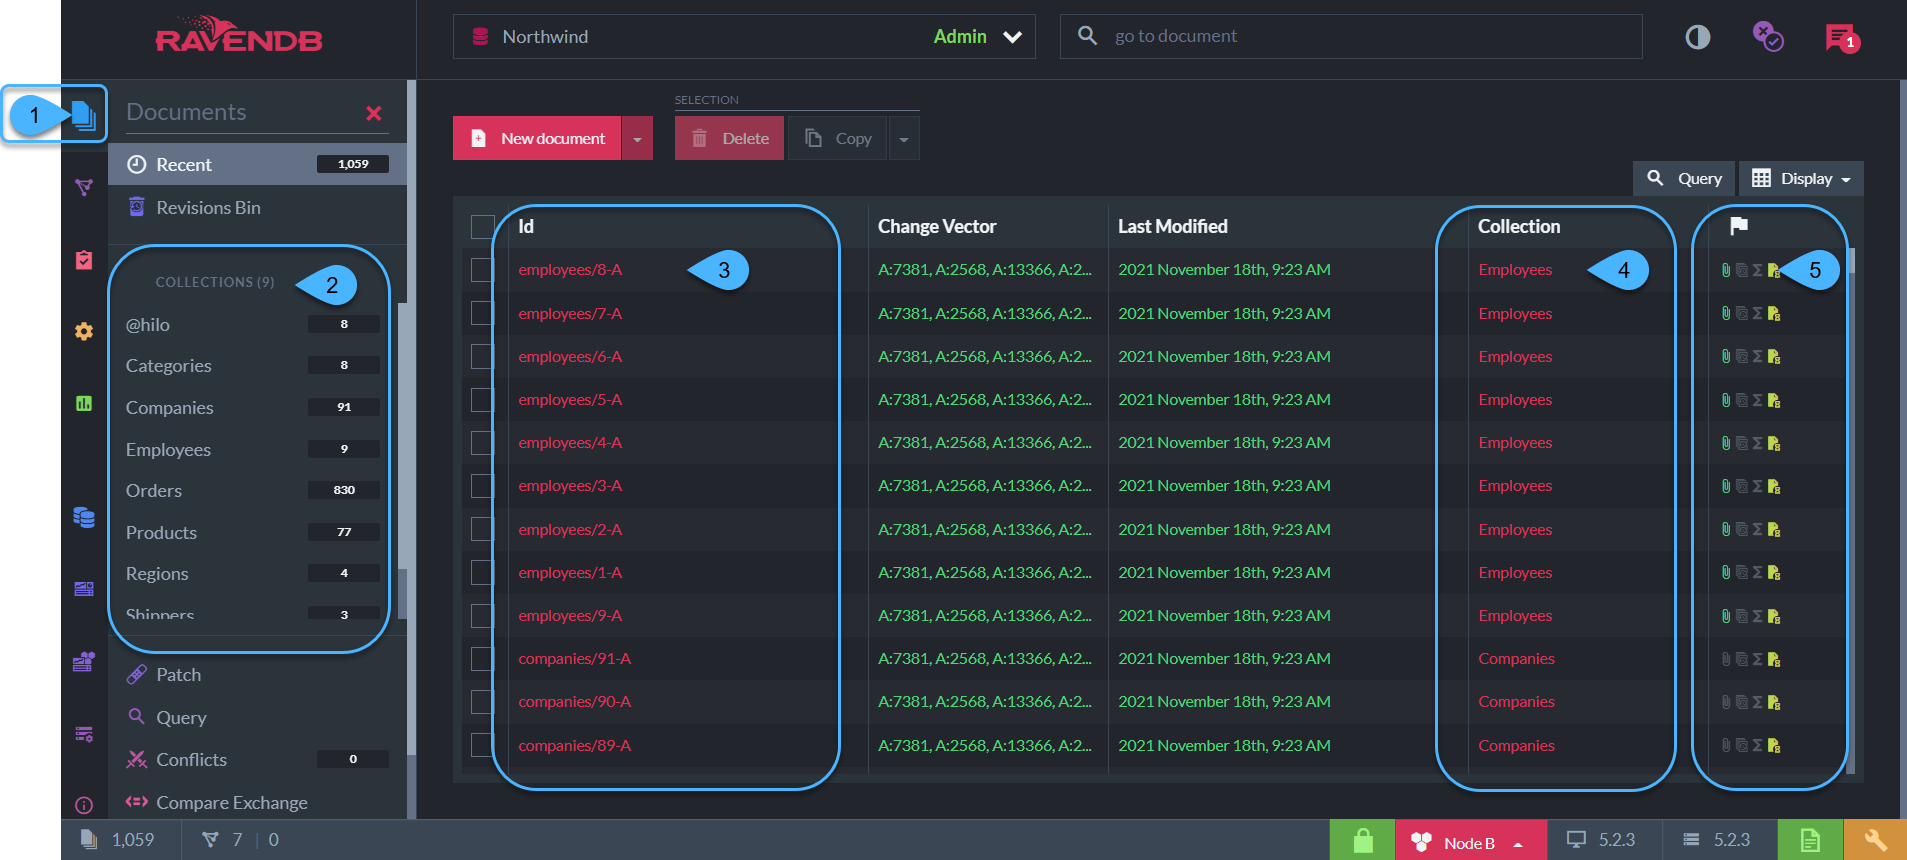 RAVENDB
Northwind
Admin
go to document
1
1
Documents
Recent
1,059
Revisions Bin
COLLECTIONS (9)
2
@hilo
8
Categories
8
Companies
91
Employees
9
Orders
830
Products
77
Regions
4
Shippers
3
Patch
Query
Conflicts
0
Compare Exchange
SELECTION
New document
Delete
Copy
Query
Display
Id Change Vector Last Modified Collection
employees/8-A 3 A:7381, A:2568, A:13366, A:2... 2021 November 18th, 9:23 AM Employees 4 5
employees/7-A A:7381, A:2568, A:13366, A:2... 2021 November 18th, 9:23 AM Employees
employees/6-A A:7381, A:2568, A:13366, A:2... 2021 November 18th, 9:23 AM Employees
employees/5-A A:7381, A:2568, A:13366, A:2... 2021 November 18th, 9:23 AM Employees
employees/4-A A:7381, A:2568, A:13366, A:2... 2021 November 18th, 9:23 AM Employees
employees/3-A A:7381, A:2568, A:13366, A:2... 2021 November 18th, 9:23 AM Employees
employees/2-A A:7381, A:2568, A:13366, A:2... 2021 November 18th, 9:23 AM Employees
employees/1-A A:7381, A:2568, A:13366, A:2... 2021 November 18th, 9:23 AM Employees
employees/9-A A:7381, A:2568, A:13366, A:2... 2021 November 18th, 9:23 AM Employees
companies/91-A A:7381, A:2568, A:13366, A:2... 2021 November 18th, 9:23 AM Companies
companies/90-A A:7381, A:2568, A:13366, A:2... 2021 November 18th, 9:23 AM Companies
companies/89-A A:7381, A:2568, A:13366, A:2... 2021 November 18th, 9:23 AM Companies
1,059 7 | 0 Node B 5.2.3 5.2.3